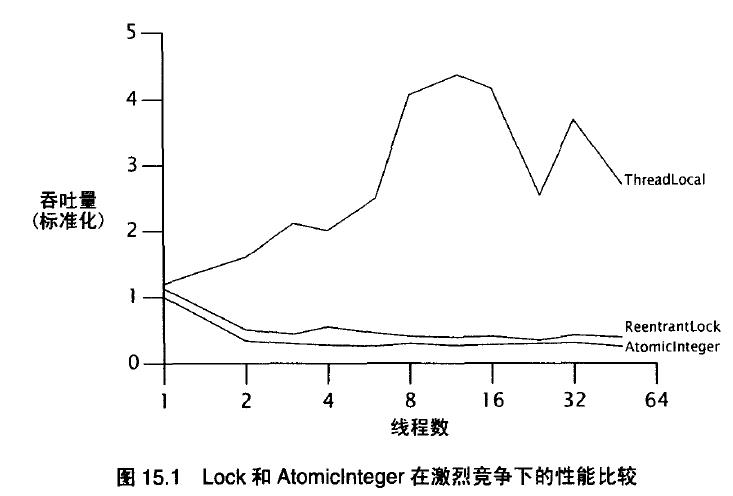 5
4
3
2
1
0
吞吐量
(标准化)
ThreadLocal
ReentrantLock
AtomicInteger
1 2 4 8 16 32 64
线程数
图 15.1 Lock 和 AtomicInteger 在激烈竞争下的性能比较